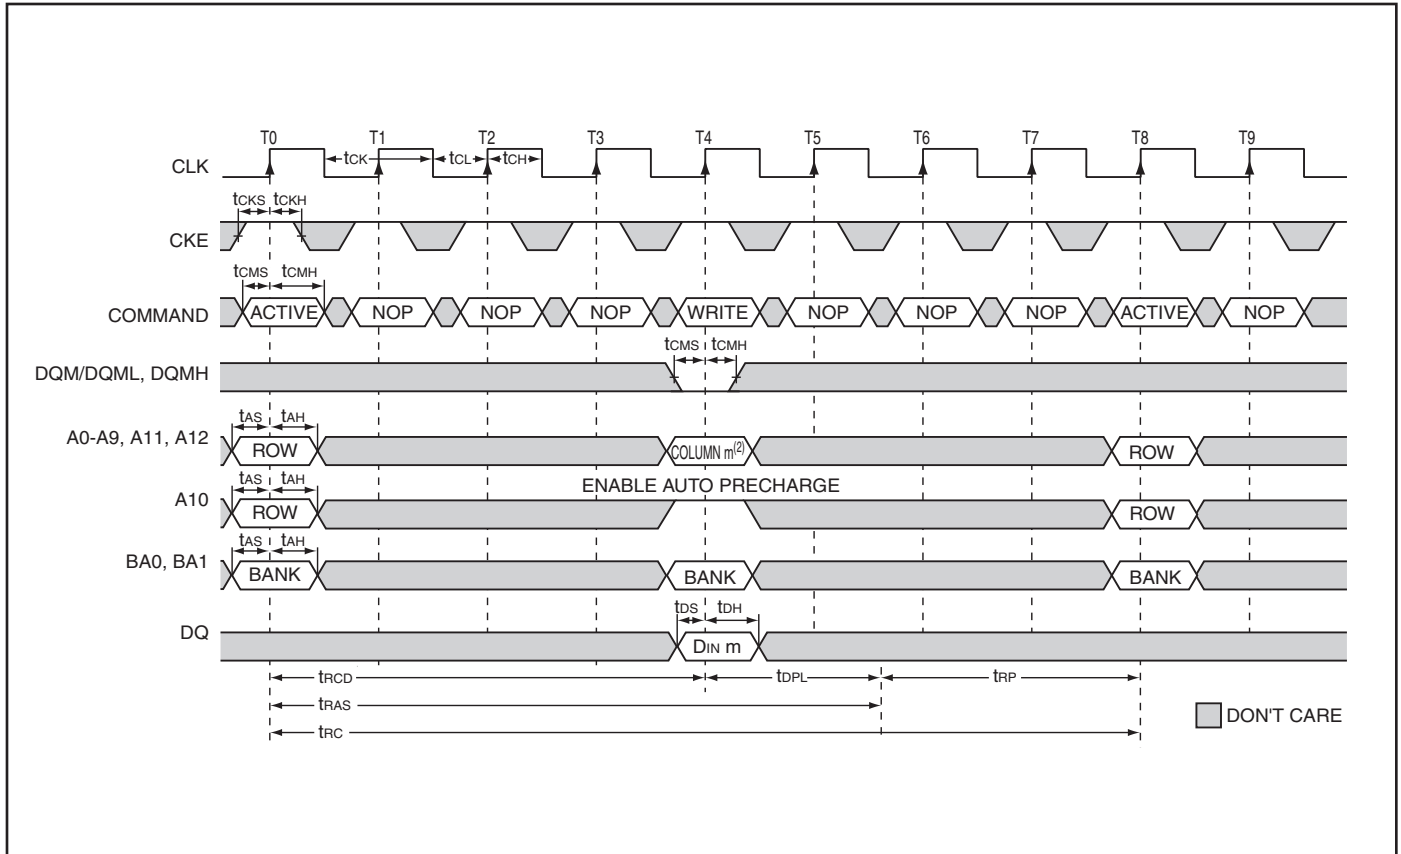 T0 T1 T2 T3 T4 T5 T6 T7 T8 T9
CLK tCK tCL tCH
tCKS tCKH
CKE
tCMS tCMH
COMMAND ACTIVE NOP NOP NOP WRITE NOP NOP NOP ACTIVE NOP
tCMS tCMH
DQM/DQML, DQMH
tAS tAH
A0-A9, A11, A12 ROW COLUMN m(2) ROW
tAS tAH ENABLE AUTO PRECHARGE
A10 ROW ROW
tAS tAH
BA0, BA1 BANK BANK BANK
tDS tDH
DQ DIN m
tRCD tDPL tRP
tRAS
DON'T CARE
tRC